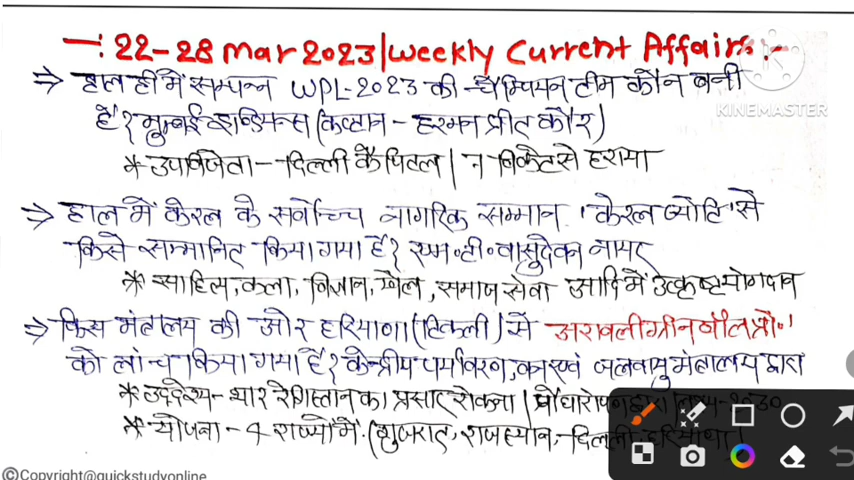 —: 22-28 Mar 2023 | Weekly Current Affairs :-
⇒ हाल ही में सम्पन्न WPL-2023 की चैम्पियन टीम कौन बनी
है? मुम्बई इण्डियन्स (कप्तान - हरमन प्रीत कौर)
* उपविजेता - दिल्ली कैपिटल | 7 विकेट से हराया
⇒ हाल में केरल के सर्वोच्च नागरिक सम्मान 'केरल ज्योति' से
किसे सम्मानित किया गया है? एम. टी. वासुदेवन नायर
* साहित्य, कला, विज्ञान, खेल, समाज सेवा आदि में उत्कृष्ट योगदान
⇒ किस मंत्रालय की ओर हरियाणा (टिकली) से अरावली ग्रीन वॉल प्रो.
को लांच किया गया है? केन्द्रीय पर्यावरण, वन एवं जलवायु मंत्रालय द्वारा
* उद्देश्य - थार रेगिस्तान का प्रसार रोकना | पौधारोपण द्वारा
* योजना - 4 राज्यों में (गुजरात, राजस्थान, दिल्ली, हरियाणा)
KINEMASTER
©Copyright@quickstudyonline